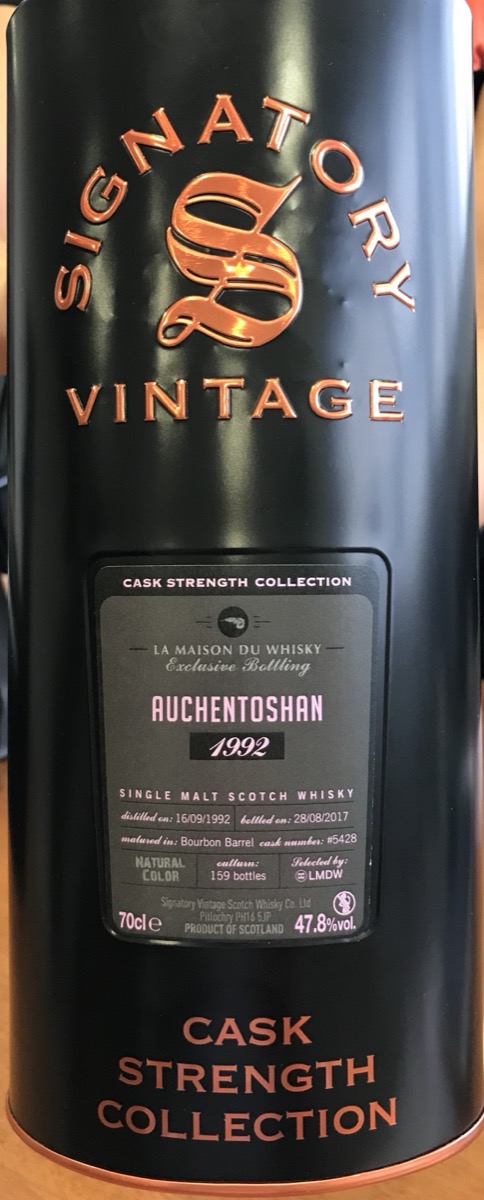 SIGNATORY
S
VINTAGE
CASK STRENGTH COLLECTION
LA MAISON DU WHISKY
Exclusive Bottling
AUCHENTOSHAN
1992
SINGLE MALT SCOTCH WHISKY
distilled on: 16/09/1992 bottled on: 28/08/2017
matured in: Bourbon Barrel cask number: #5428
NATURAL COLOR outturn: 159 bottles Selected by: LMDW
Signatory Vintage Scotch Whisky Co. Ltd
Pitlochry PH16 5JP
70cl e PRODUCT OF SCOTLAND 47.8%vol.
CASK
STRENGTH
COLLECTION